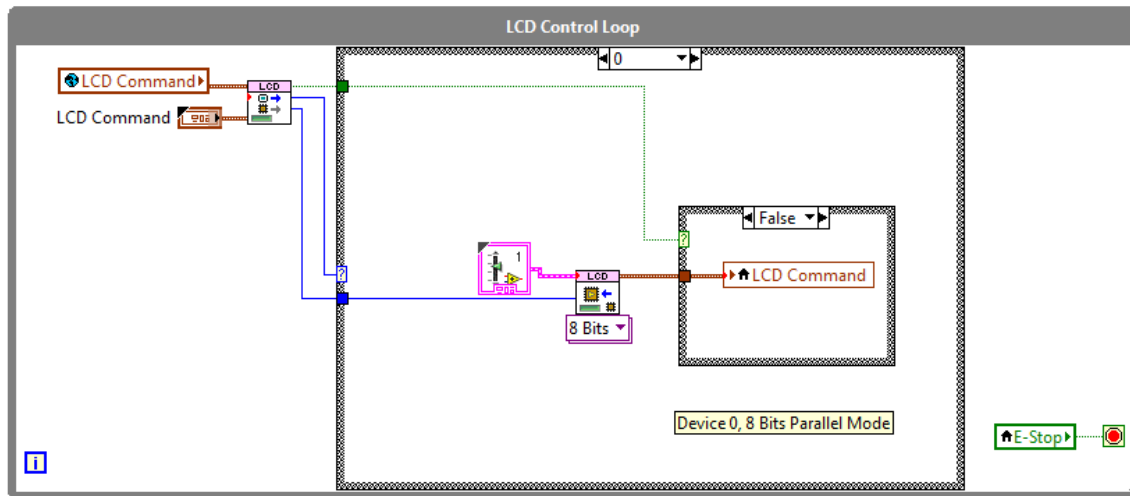 LCD Control Loop
0
LCD Command
LCD
LCD Command
False
1
LCD
LCD Command
8 Bits
Device 0, 8 Bits Parallel Mode
E-Stop
i